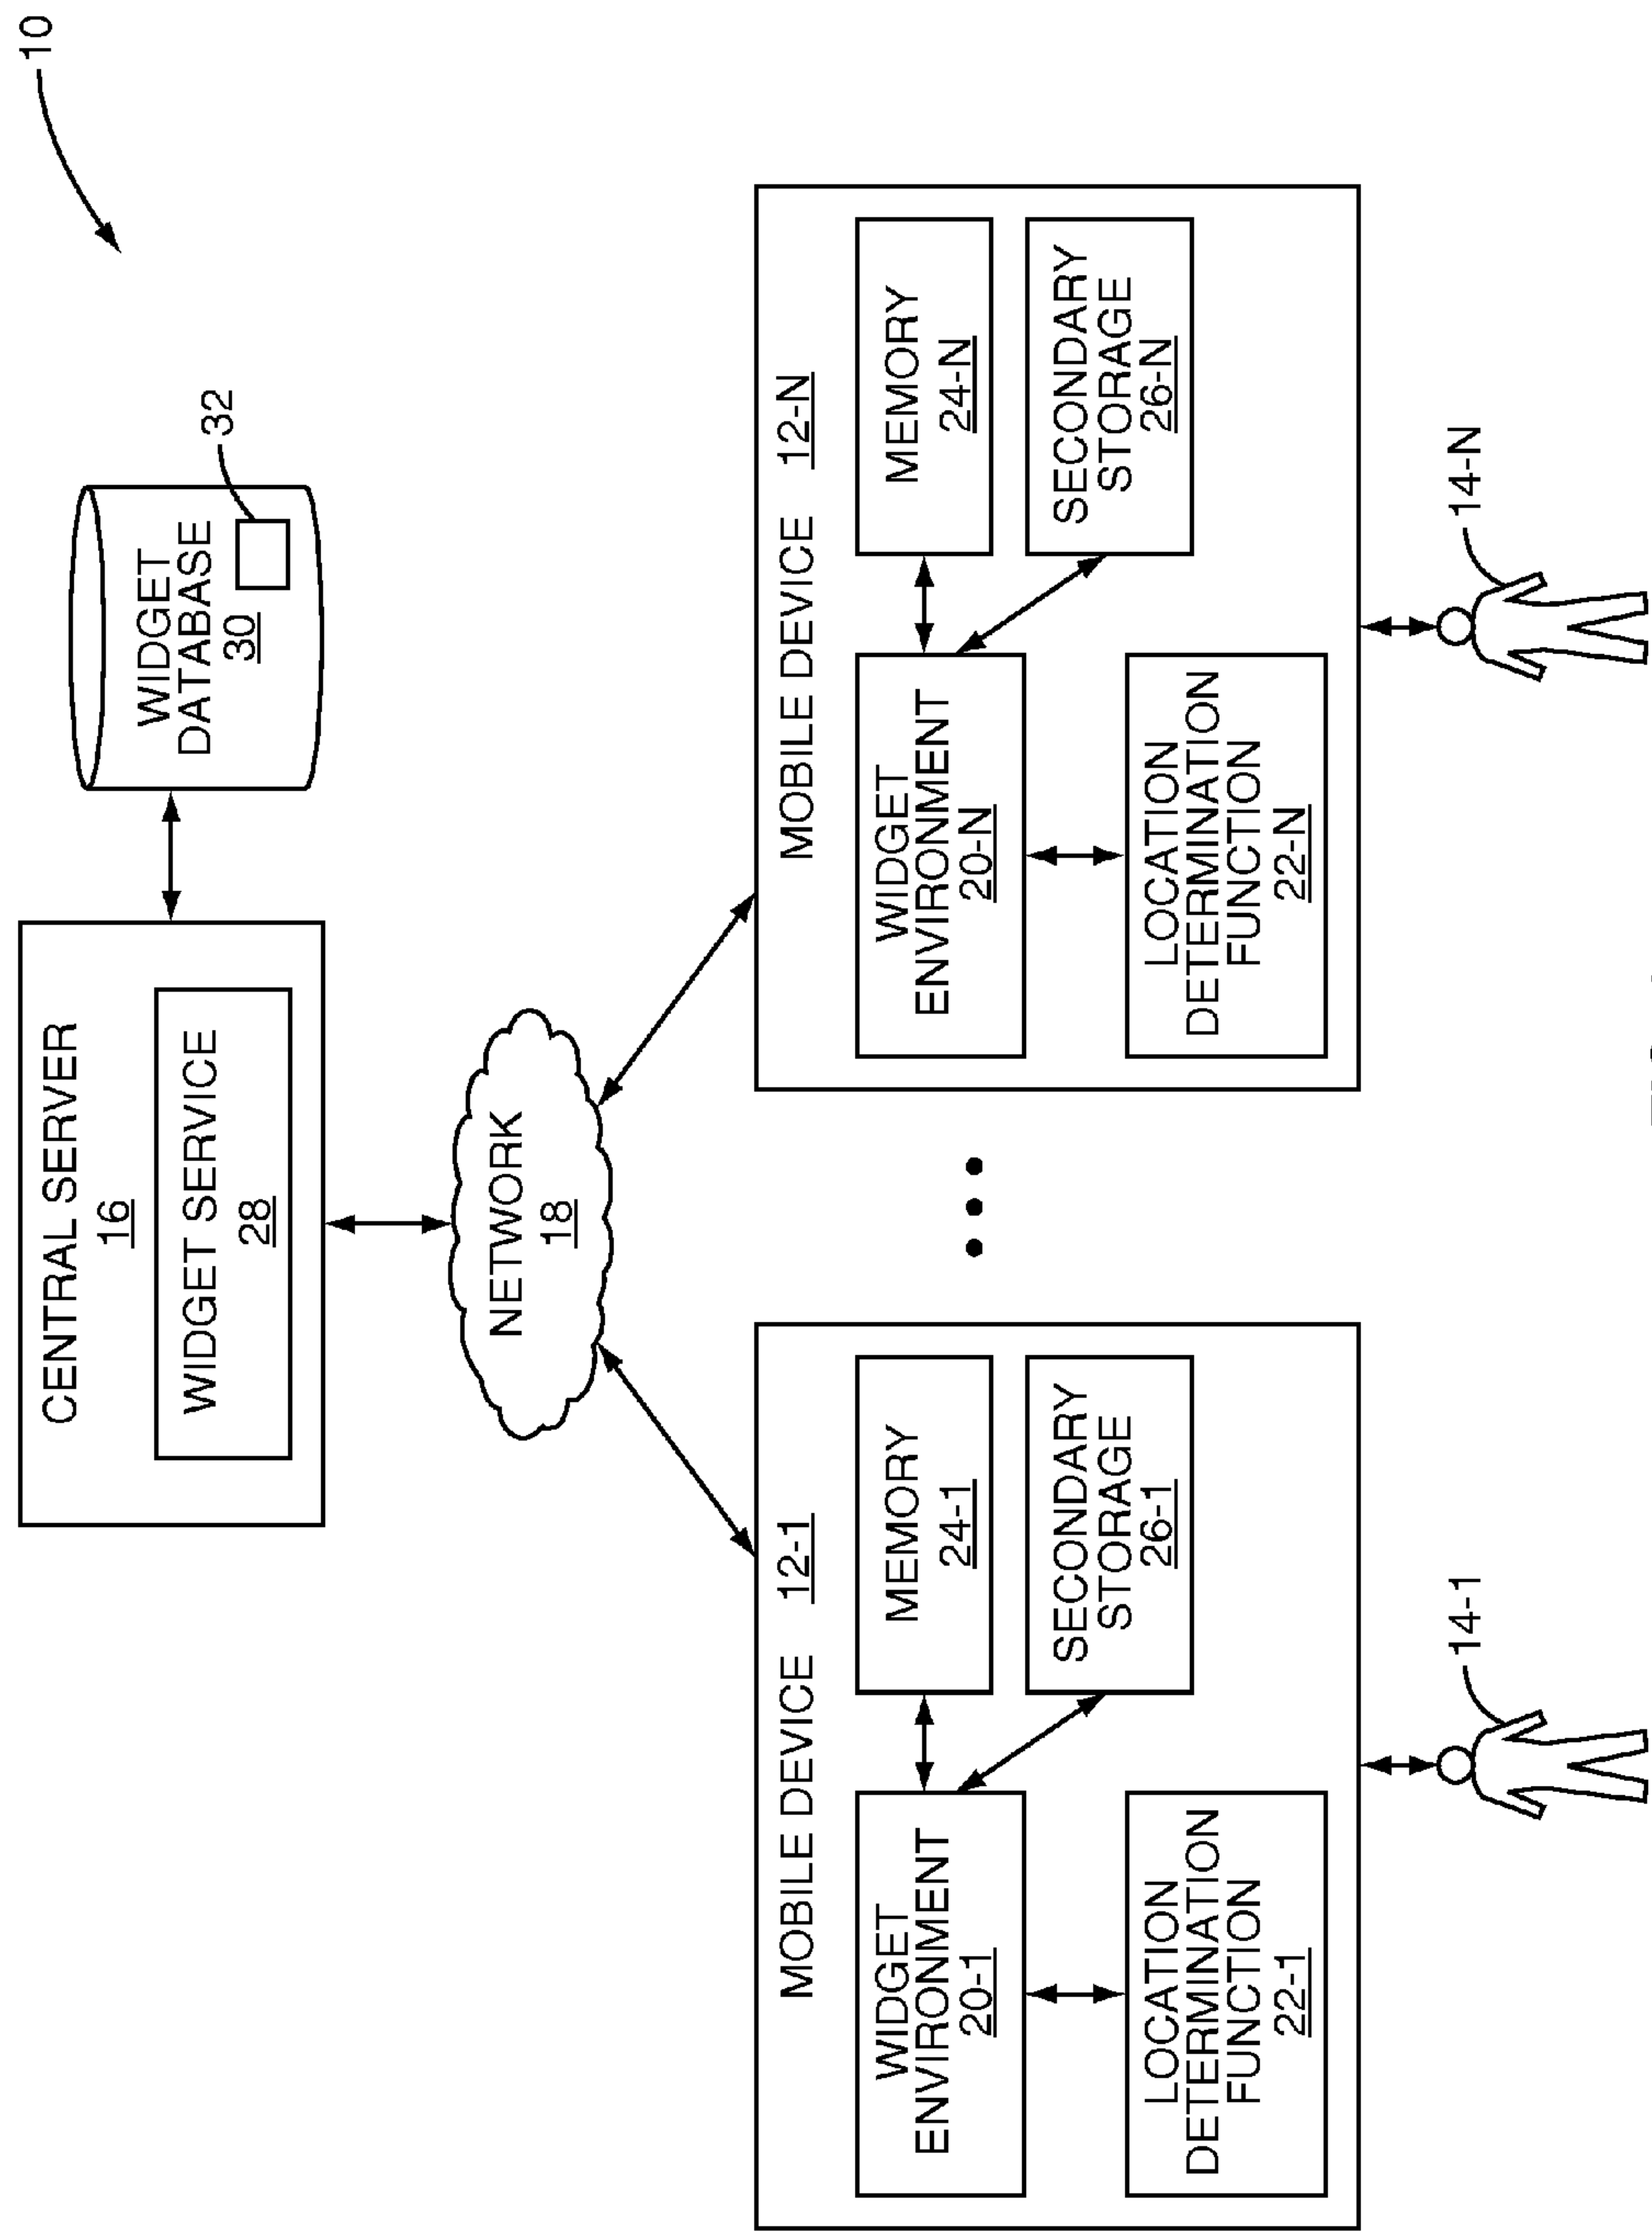 10
CENTRAL SERVER
16
WIDGET SERVICE
28
WIDGET
DATABASE
30
32
NETWORK
18
MOBILE DEVICE 12-1
WIDGET
ENVIRONMENT
20-1
MEMORY
24-1
SECONDARY
STORAGE
26-1
LOCATION
DETERMINATION
FUNCTION
22-1
14-1
MOBILE DEVICE 12-N
WIDGET
ENVIRONMENT
20-N
MEMORY
24-N
SECONDARY
STORAGE
26-N
LOCATION
DETERMINATION
FUNCTION
22-N
14-N